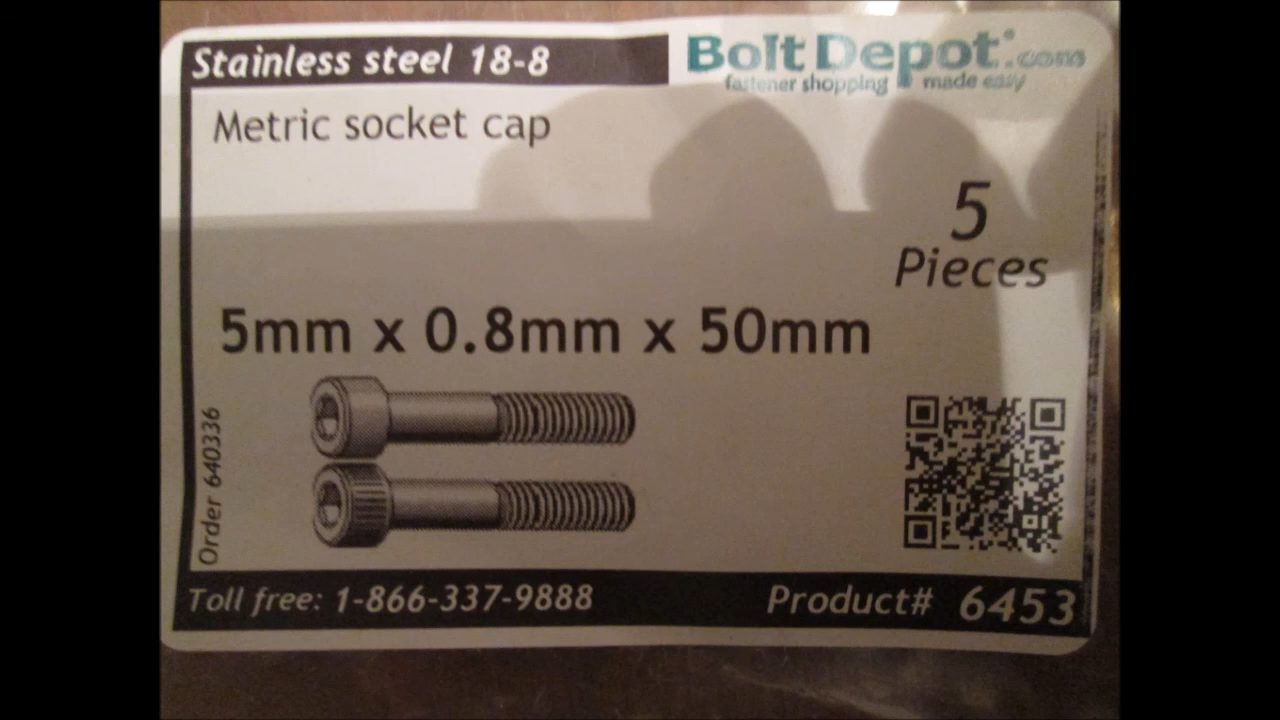 Stainless steel 18-8
Bolt Depot.com
fastener shopping made easy
Metric socket cap
5
Pieces
5mm x 0.8mm x 50mm
Order 640336
Toll free: 1-866-337-9888
Product# 6453